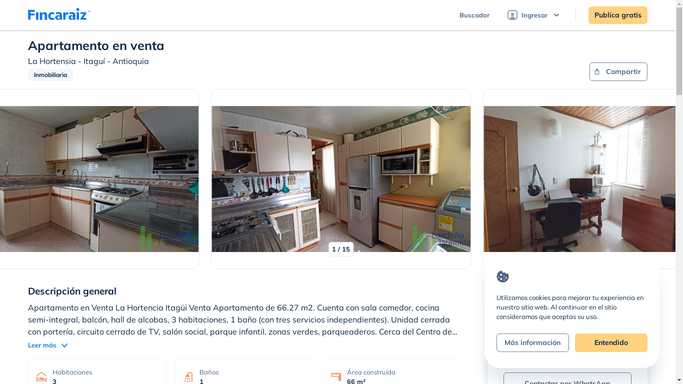 Fincaraiz
Buscador
Ingresar
Publica gratis
Apartamento en venta
La Hortensia - Itagui - Antioquia
Inmobiliaria
Compartir
1 / 15
Descripción general
Apartamento en Venta La Hortencia Itagüi Venta Apartamento de 66.27 m2. Cuenta con sala comedor, cocina
semi-integral, balcón, hall de alcobas, 3 habitaciones, 1 baño (con tres servicios independientes). Unidad cerrada
con portería, circuito cerrado de TV, salón social, parque infantil, zonas verdes, parqueaderos. Cerca del Centro de...
Leer más
Habitaciones
3
Baños
1
Área construida
66 m²
Utilizamos cookies para mejorar tu experiencia en
nuestro sitio web. Al continuar en el sitio
consideramos que aceptas su uso.
Más información
Entendido
Contactar por WhatsApp